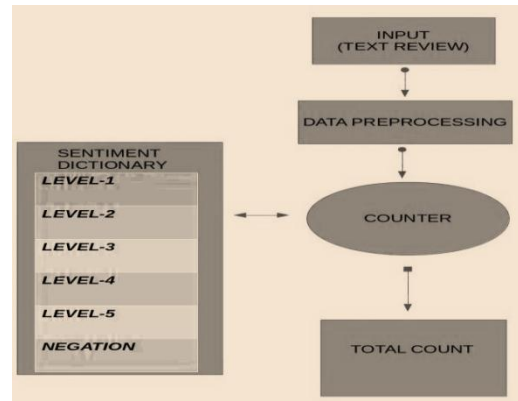 INPUT
(TEXT REVIEW)
DATA PREPROCESSING
SENTIMENT
DICTIONARY
LEVEL-1
LEVEL-2
LEVEL-3
LEVEL-4
LEVEL-5
NEGATION
COUNTER
TOTAL COUNT